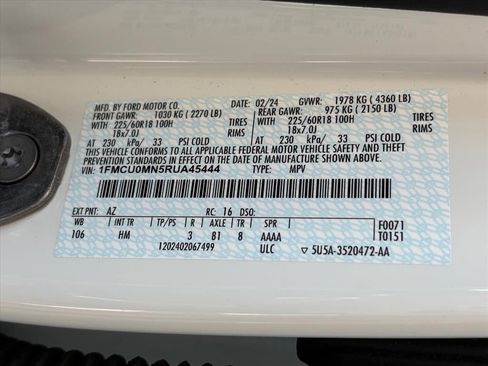 MFD. BY FORD MOTOR CO. 02/24 GVWR: 1978 KG ( 4360 LB)
FRONT GAWR: 1030 KG ( 2270 LB) REAR GAWR: 975 KG ( 2150 LB)
WITH 225/60R18 100H TIRES WITH 225/60R18 100H TIRES
18x7.0J RIMS 18x7.0J RIMS
AT 230 kPa/ 33 PSI COLD AT 230 kPa/ 33 PSI COLD
THIS VEHICLE CONFORMS TO ALL APPLICABLE FEDERAL MOTOR VEHICLE SAFETY AND THEFT
PREVENTION STANDARDS IN EFFECT ON THE DATE OF MANUFACTURE SHOWN ABOVE.
VIN: 1FMCU0MN5RUA45444 TYPE: MPV
EXT PNT: AZ RC: 16 DSO: F0071
WB HM TP/PS R AXLE TR SPR T0151
106 HM 3 81 8 AAAA
1202402067499 ULC ▽ 5U5A-3520472-AA